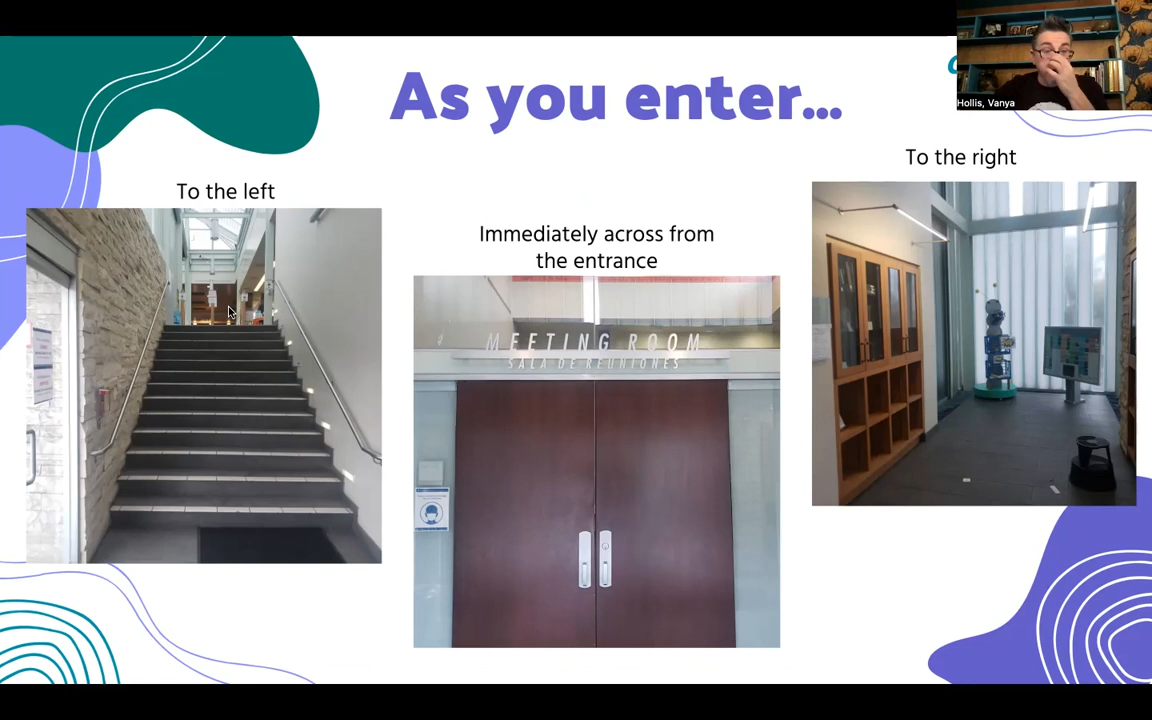 As you enter...
Hollis, Vanya
To the left
To the right
Immediately across from
the entrance
MEETING ROOM
SALA DE REUNIONES